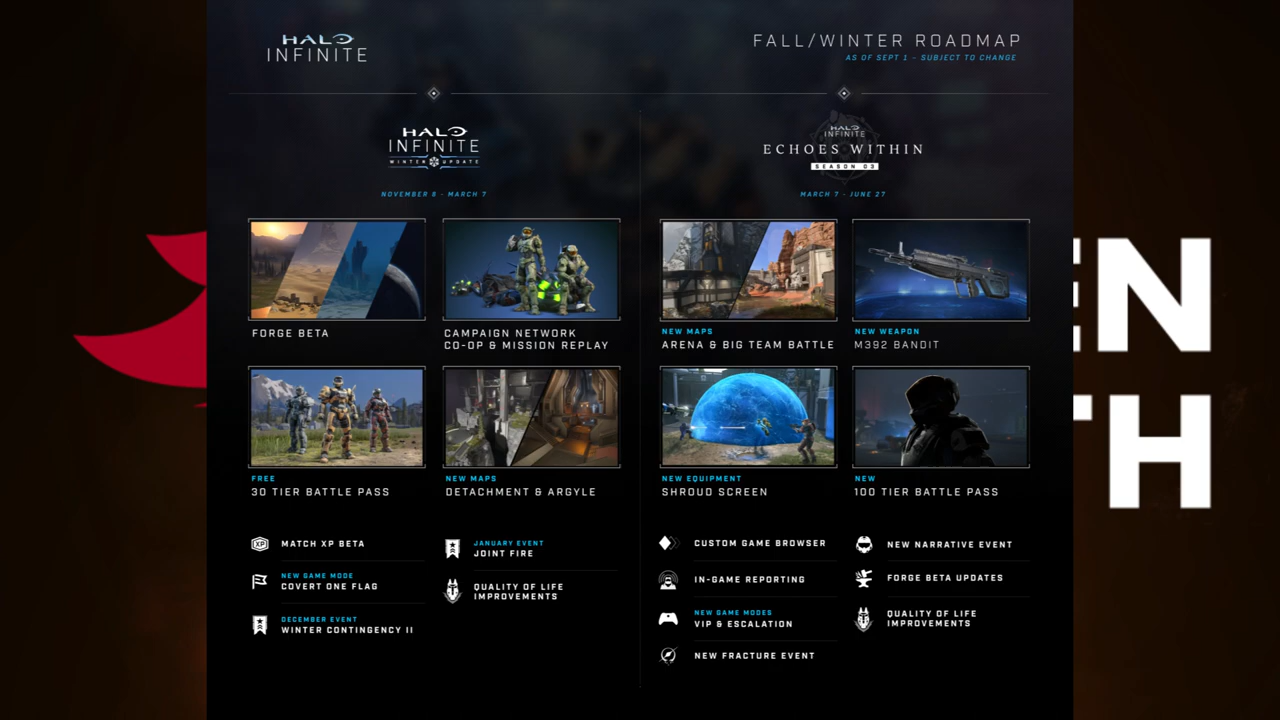 HALO
INFINITE
FALL/WINTER ROADMAP
AS OF SEPT 1 - SUBJECT TO CHANGE
HALO
INFINITE
WINTER UPDATE
NOVEMBER 8 - MARCH 7
FORGE BETA
CAMPAIGN NETWORK
CO-OP & MISSION REPLAY
FREE
30 TIER BATTLE PASS
NEW MAPS
DETACHMENT & ARGYLE
XP
MATCH XP BETA
NEW GAME MODE
COVERT ONE FLAG
DECEMBER EVENT
WINTER CONTINGENCY II
JANUARY EVENT
JOINT FIRE
QUALITY OF LIFE
IMPROVEMENTS
HALO
INFINITE
ECHOES WITHIN
SEASON 03
MARCH 7 - JUNE 27
NEW MAPS
ARENA & BIG TEAM BATTLE
NEW WEAPON
M392 BANDIT
NEW EQUIPMENT
SHROUD SCREEN
NEW
100 TIER BATTLE PASS
CUSTOM GAME BROWSER
IN-GAME REPORTING
NEW GAME MODES
VIP & ESCALATION
NEW FRACTURE EVENT
NEW NARRATIVE EVENT
FORGE BETA UPDATES
QUALITY OF LIFE
IMPROVEMENTS
EN
TH